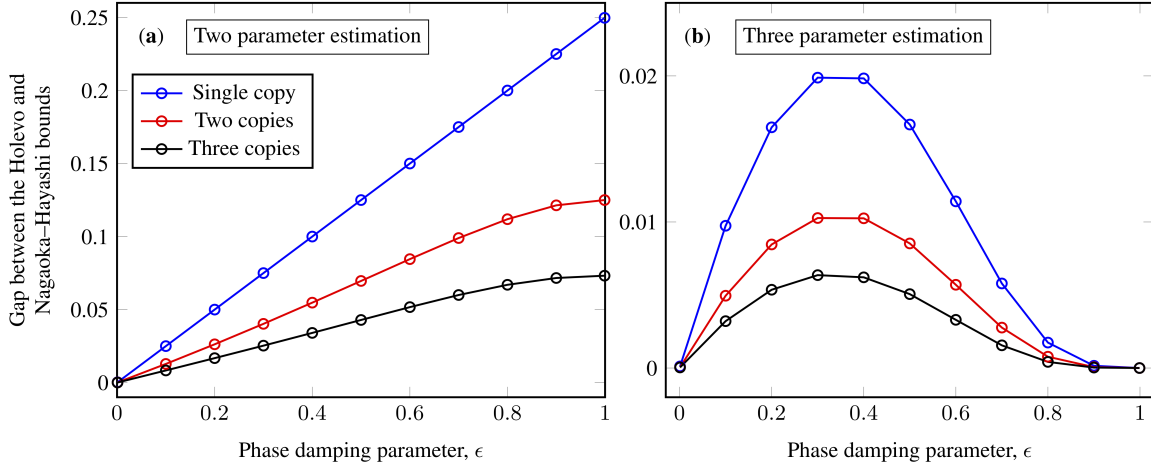 (a)
Two parameter estimation
Single copy
Two copies
Three copies
Gap between the Holevo and
Nagaoka–Hayashi bounds
0.25
0.2
0.15
0.1
0.05
0
0 0.2 0.4 0.6 0.8 1
Phase damping parameter, ϵ
(b)
Three parameter estimation
0.02
0.01
0
0 0.2 0.4 0.6 0.8 1
Phase damping parameter, ϵ